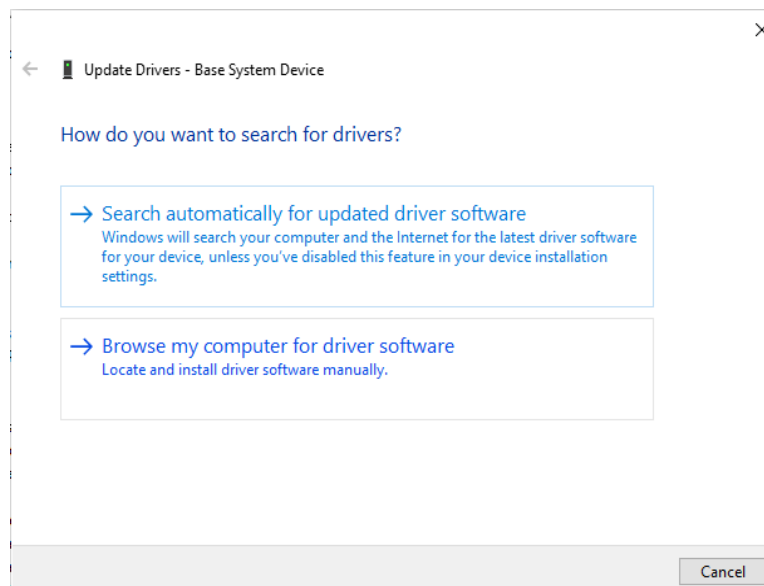 Update Drivers - Base System Device
How do you want to search for drivers?
Search automatically for updated driver software
Windows will search your computer and the Internet for the latest driver software
for your device, unless you've disabled this feature in your device installation
settings.
Browse my computer for driver software
Locate and install driver software manually.
Cancel